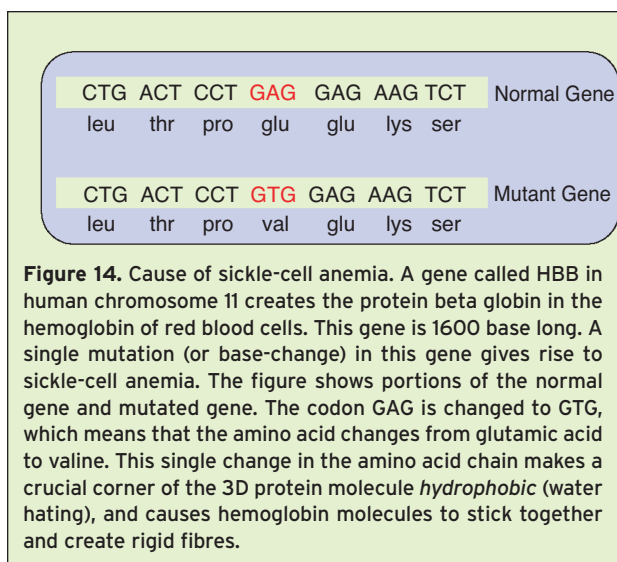 CTG ACT CCT GAG GAG AAG TCT Normal Gene
leu thr pro glu glu lys ser
CTG ACT CCT GTG GAG AAG TCT Mutant Gene
leu thr pro val glu lys ser
Figure 14. Cause of sickle-cell anemia. A gene called HBB in
human chromosome 11 creates the protein beta globin in the
hemoglobin of red blood cells. This gene is 1600 base long. A
single mutation (or base-change) in this gene gives rise to
sickle-cell anemia. The figure shows portions of the normal
gene and mutated gene. The codon GAG is changed to GTG,
which means that the amino acid changes from glutamic acid
to valine. This single change in the amino acid chain makes a
crucial corner of the 3D protein molecule hydrophobic (water
hating), and causes hemoglobin molecules to stick together
and create rigid fibres.